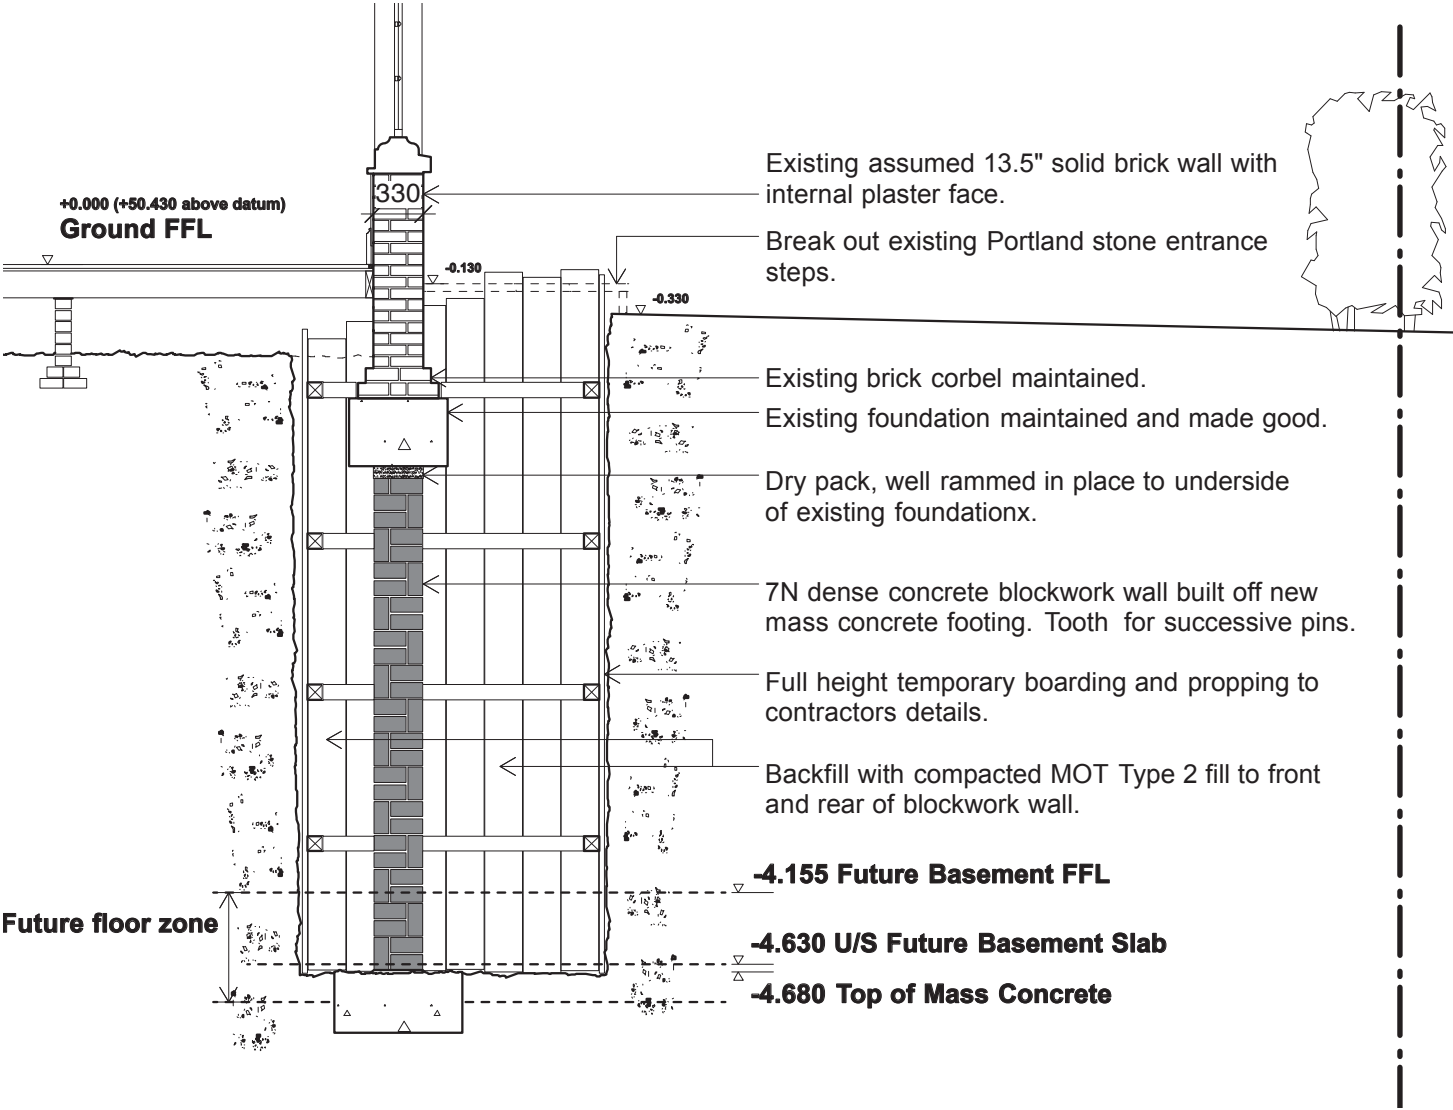 Existing assumed 13.5" solid brick wall with
internal plaster face.
330
+0.000 (+50.430 above datum)
Ground FFL
Break out existing Portland stone entrance
steps.
-0.130
-0.330
Existing brick corbel maintained.
Existing foundation maintained and made good.
Dry pack, well rammed in place to underside
of existing foundationx.
7N dense concrete blockwork wall built off new
mass concrete footing. Tooth for successive pins.
Full height temporary boarding and propping to
contractors details.
Backfill with compacted MOT Type 2 fill to front
and rear of blockwork wall.
-4.155 Future Basement FFL
Future floor zone
-4.630 U/S Future Basement Slab
-4.680 Top of Mass Concrete